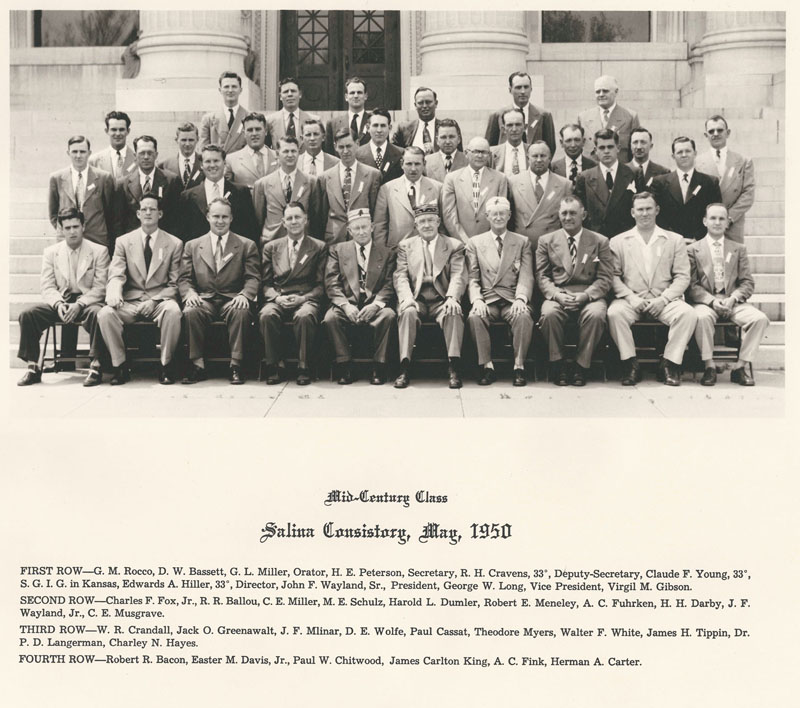 Mid-Century Class
Salina Consistory, May, 1950
FIRST ROW—G. M. Rocco, D. W. Bassett, G. L. Miller, Orator, H. E. Peterson, Secretary, R. H. Cravens, 33°, Deputy-Secretary, Claude F. Young, 33°,
S. G. I. G. in Kansas, Edwards A. Hiller, 33°, Director, John F. Wayland, Sr., President, George W. Long, Vice President, Virgil M. Gibson.
SECOND ROW—Charles F. Fox, Jr., R. R. Ballou, C. E. Miller, M. E. Schulz, Harold L. Dumler, Robert E. Meneley, A. C. Fuhrken, H. H. Darby, J. F.
Wayland, Jr., C. E. Musgrave.
THIRD ROW—W. R. Crandall, Jack O. Greenawalt, J. F. Mlinar, D. E. Wolfe, Paul Cassat, Theodore Myers, Walter F. White, James H. Tippin, Dr.
P. D. Langerman, Charley N. Hayes.
FOURTH ROW—Robert R. Bacon, Easter M. Davis, Jr., Paul W. Chitwood, James Carlton King, A. C. Fink, Herman A. Carter.